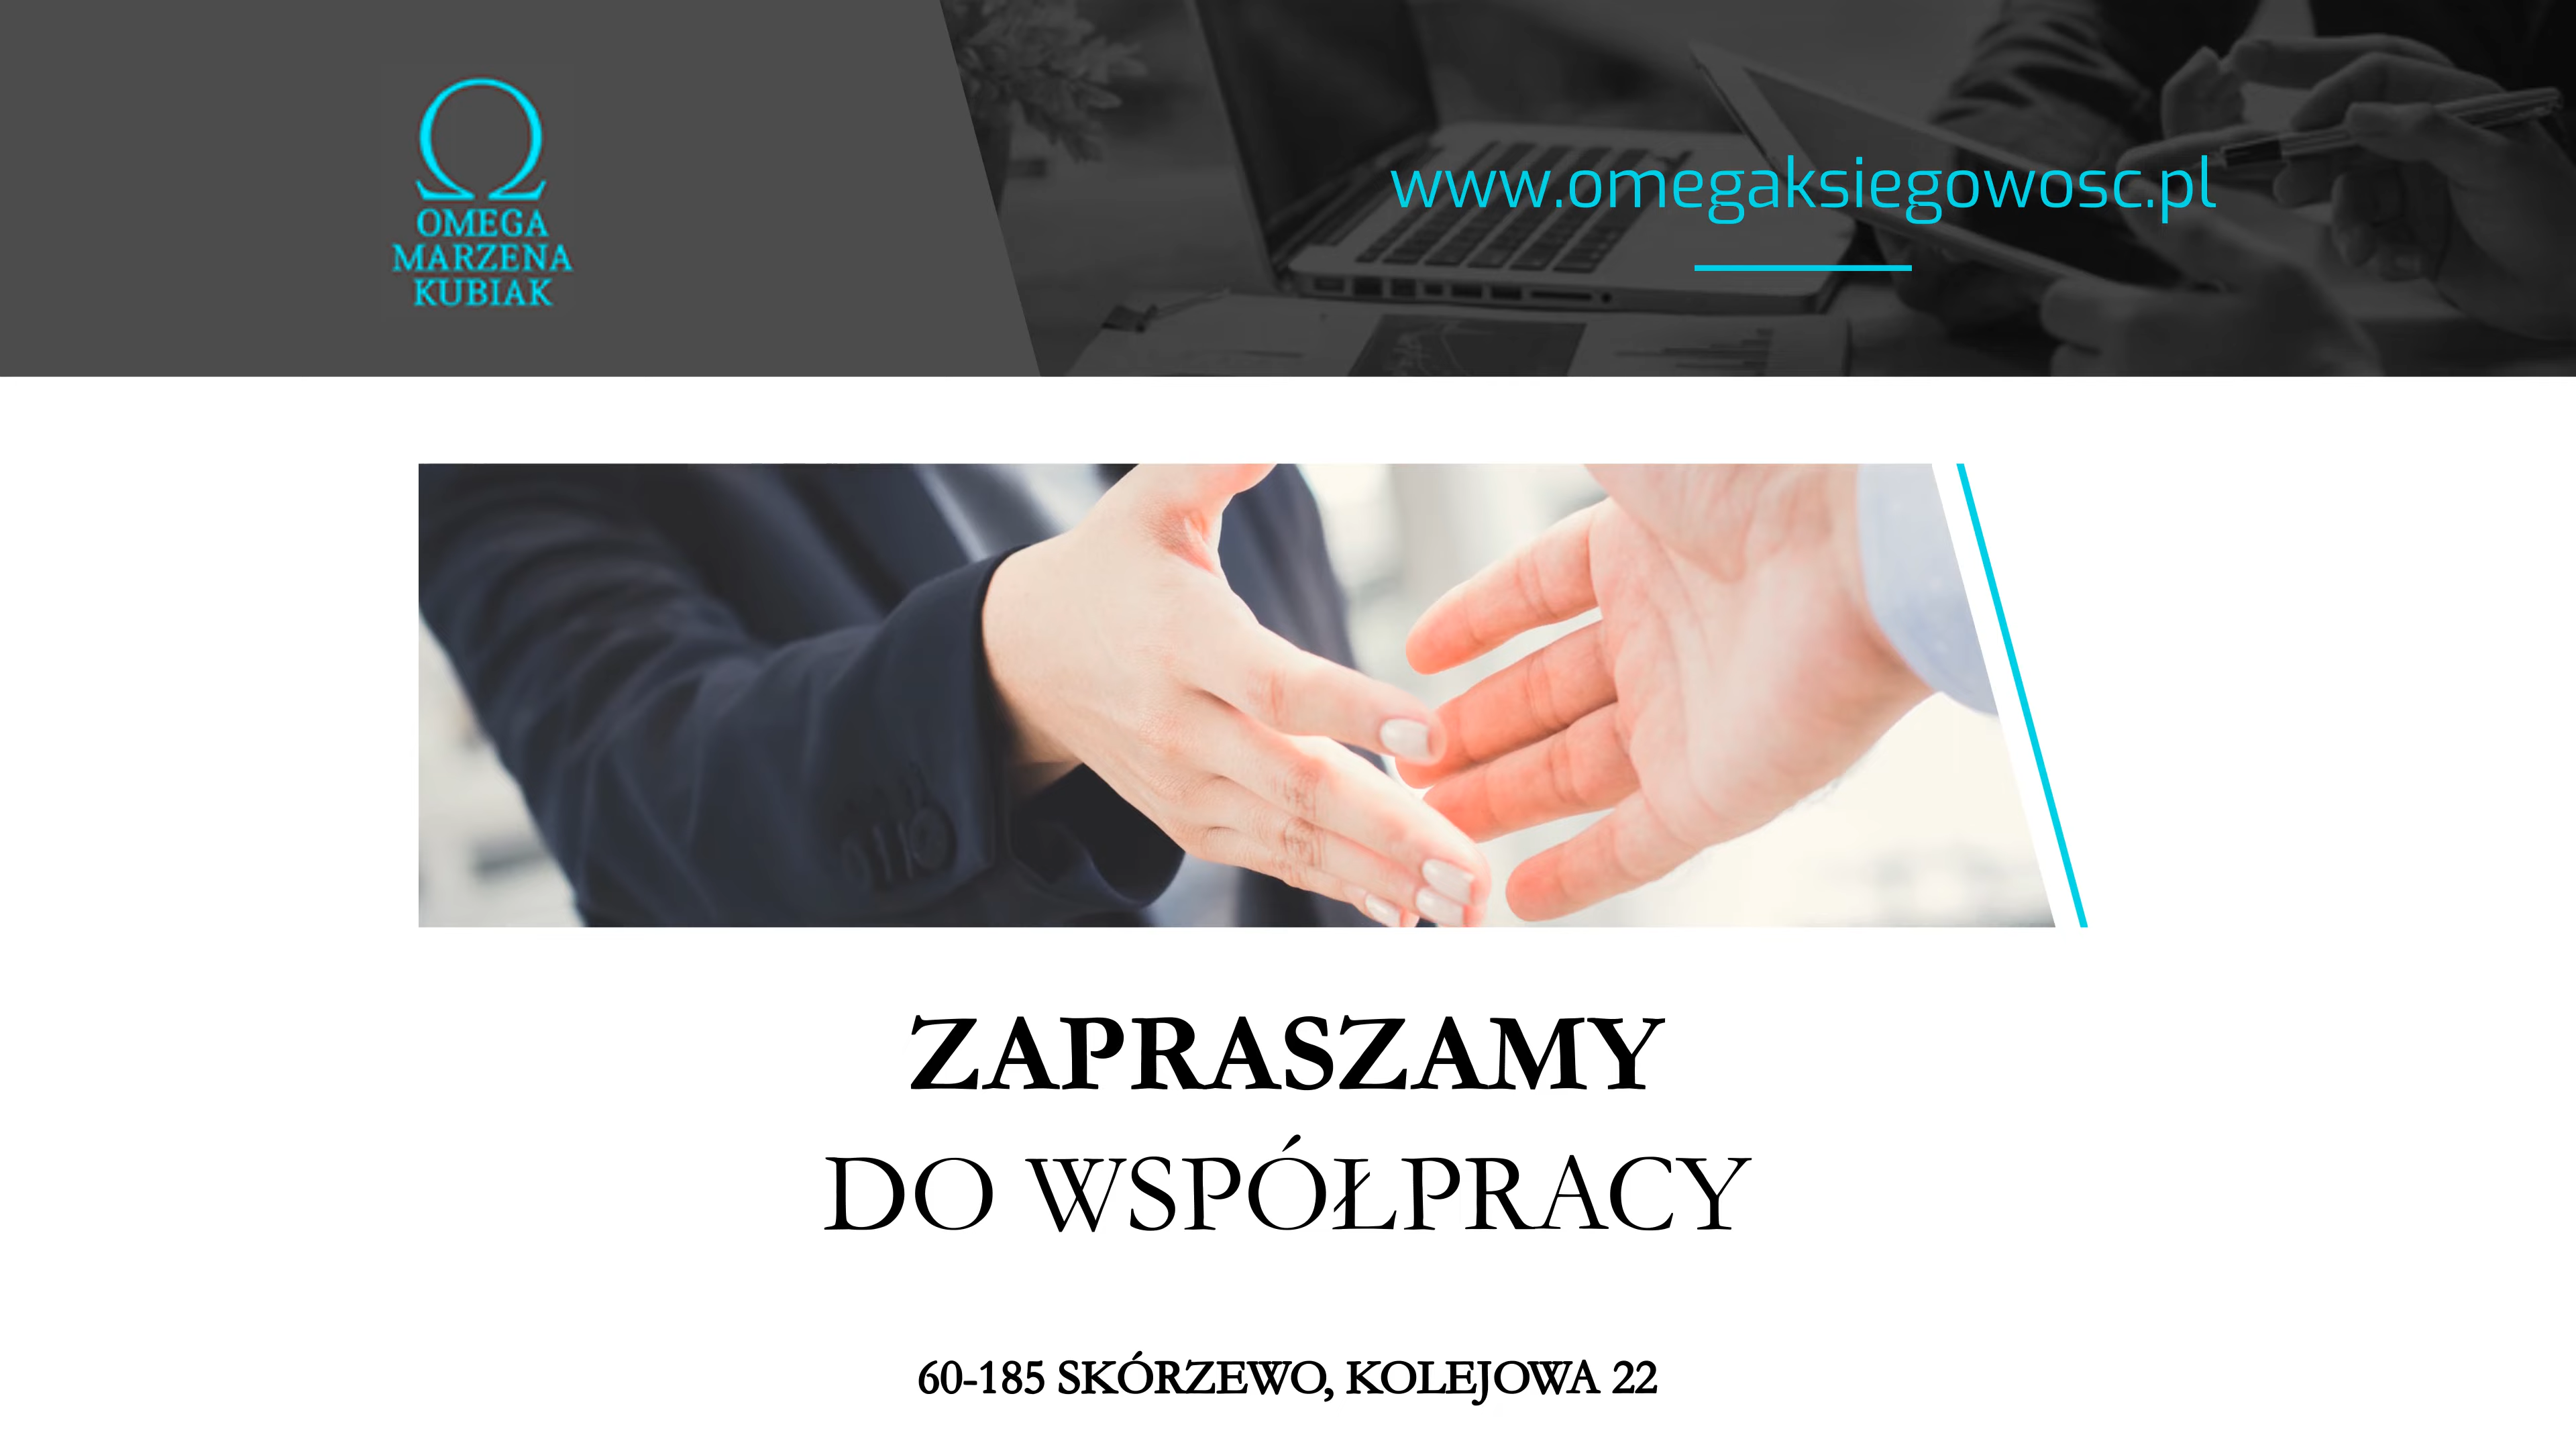 Ω
OMEGA
MARZENA
KUBIAK
www.omegaksiegowosc.pl
ZAPRASZAMY
DO WSPÓŁPRACY
60-185 SKÓRZEWO, KOLEJOWA 22